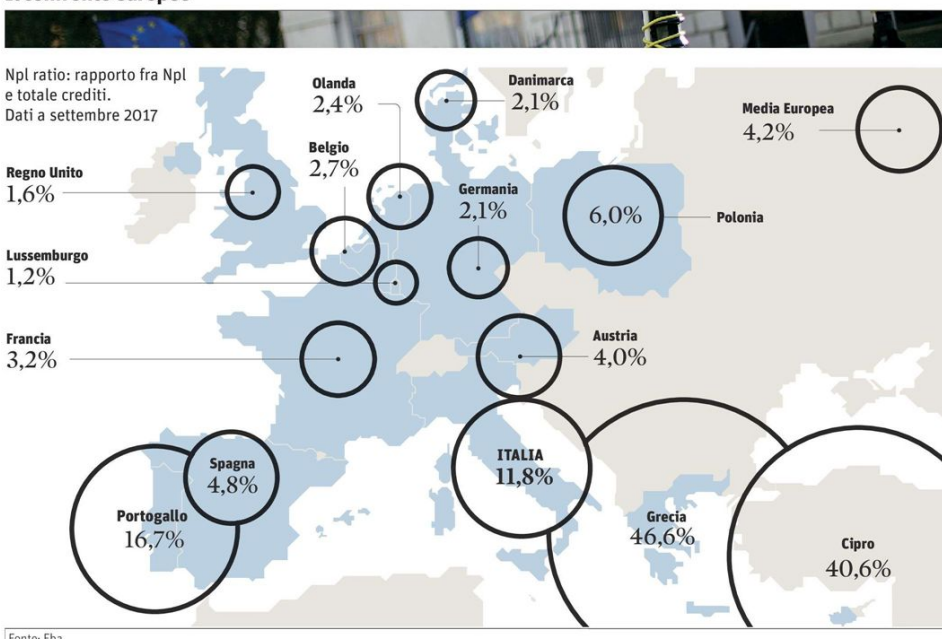 Npl ratio: rapporto fra Npl
e totale crediti.
Dati a settembre 2017
Olanda
2,4%
Danimarca
2,1%
Media Europea
4,2%
Belgio
2,7%
Regno Unito
1,6%
Germania
2,1%
6,0%
Polonia
Lussemburgo
1,2%
Francia
3,2%
Austria
4,0%
Spagna
4,8%
ITALIA
11,8%
Portogallo
16,7%
Grecia
46,6%
Cipro
40,6%
Fonte: Eba